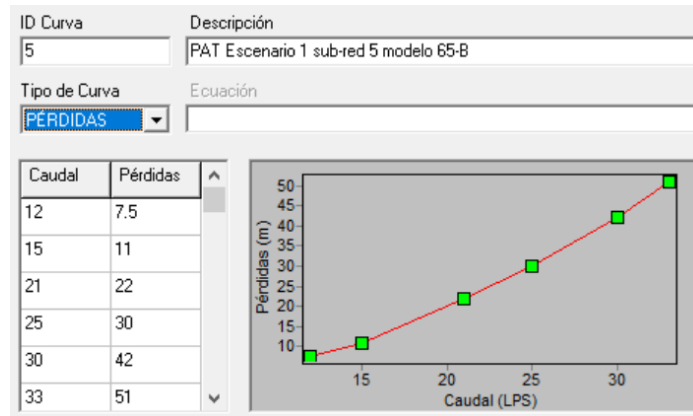 ID Curva Descripción
5 PAT Escenario 1 sub-red 5 modelo 65-B
Tipo de Curva Ecuación
PÉRDIDAS
Caudal Pérdidas
12 7.5
15 11
21 22
25 30
30 42
33 51
Pérdidas (m)
50
45
40
35
30
25
20
15
10
15 20 25 30
Caudal (LPS)